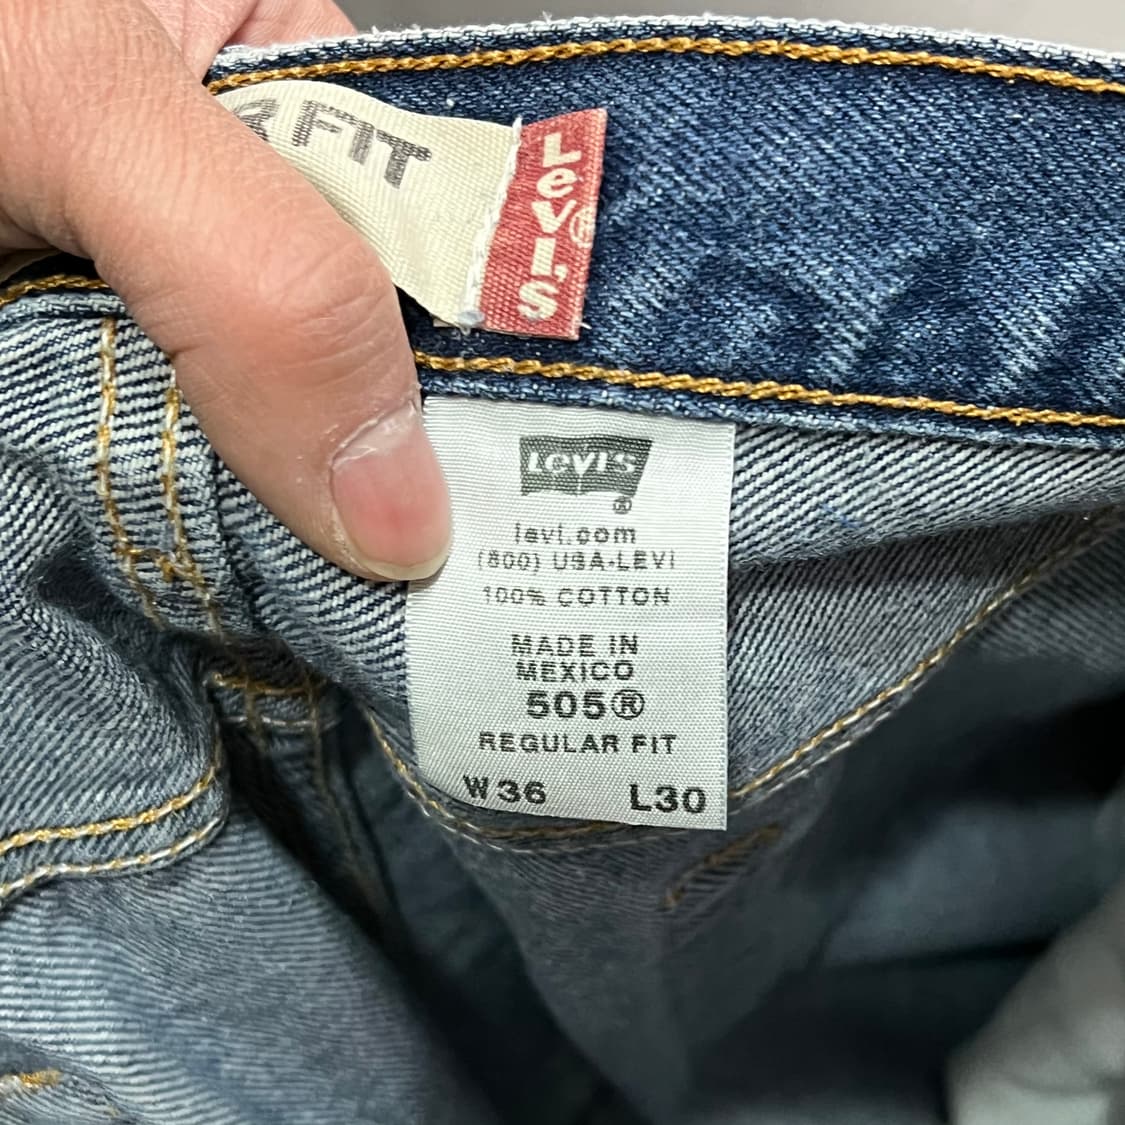 FIT
LeVI'S®
LEVI'S
®
levi.com
(800) USA-LEVI
100% COTTON
MADE IN
MEXICO
505®
REGULAR FIT
W36 L30